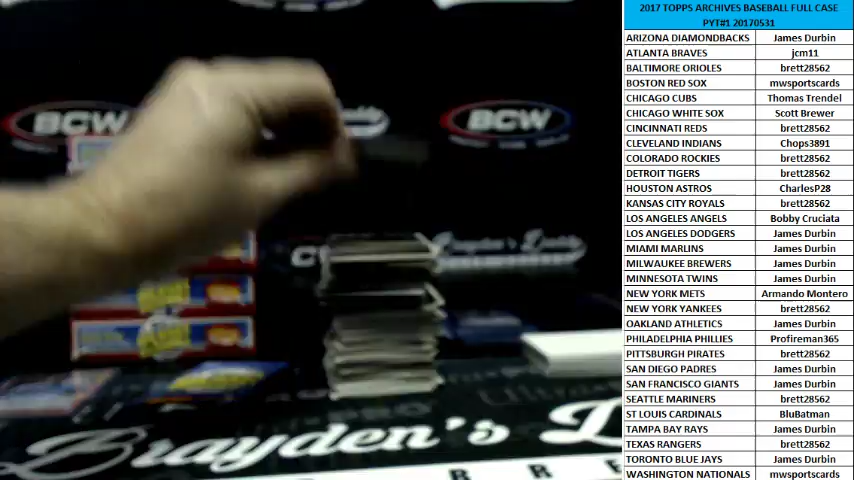 2017 TOPPS ARCHIVES BASEBALL FULL CASE
PYT#1 20170531
ARIZONA DIAMONDBACKS James Durbin
ATLANTA BRAVES jcm11
BALTIMORE ORIOLES brett28562
BOSTON RED SOX mwsportscards
CHICAGO CUBS Thomas Trendel
CHICAGO WHITE SOX Scott Brewer
CINCINNATI REDS brett28562
CLEVELAND INDIANS Chops3891
COLORADO ROCKIES brett28562
DETROIT TIGERS brett28562
HOUSTON ASTROS CharlesP28
KANSAS CITY ROYALS brett28562
LOS ANGELES ANGELS Bobby Cruciata
LOS ANGELES DODGERS James Durbin
MIAMI MARLINS James Durbin
MILWAUKEE BREWERS James Durbin
MINNESOTA TWINS James Durbin
NEW YORK METS Armando Montero
NEW YORK YANKEES brett28562
OAKLAND ATHLETICS James Durbin
PHILADELPHIA PHILLIES Profireman365
PITTSBURGH PIRATES brett28562
SAN DIEGO PADRES James Durbin
SAN FRANCISCO GIANTS James Durbin
SEATTLE MARINERS brett28562
ST LOUIS CARDINALS BluBatman
TAMPA BAY RAYS James Durbin
TEXAS RANGERS brett28562
TORONTO BLUE JAYS James Durbin
WASHINGTON NATIONALS mwsportscards
BCW
BCW
Brayden's Daddy
Brayden's D
B R R E